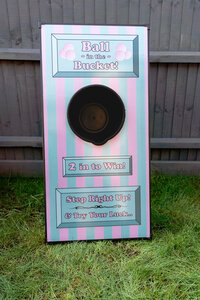 Ball
- in the -
Bucket!
2 in to Win!
Step Right Up!
& Try Your Luck..